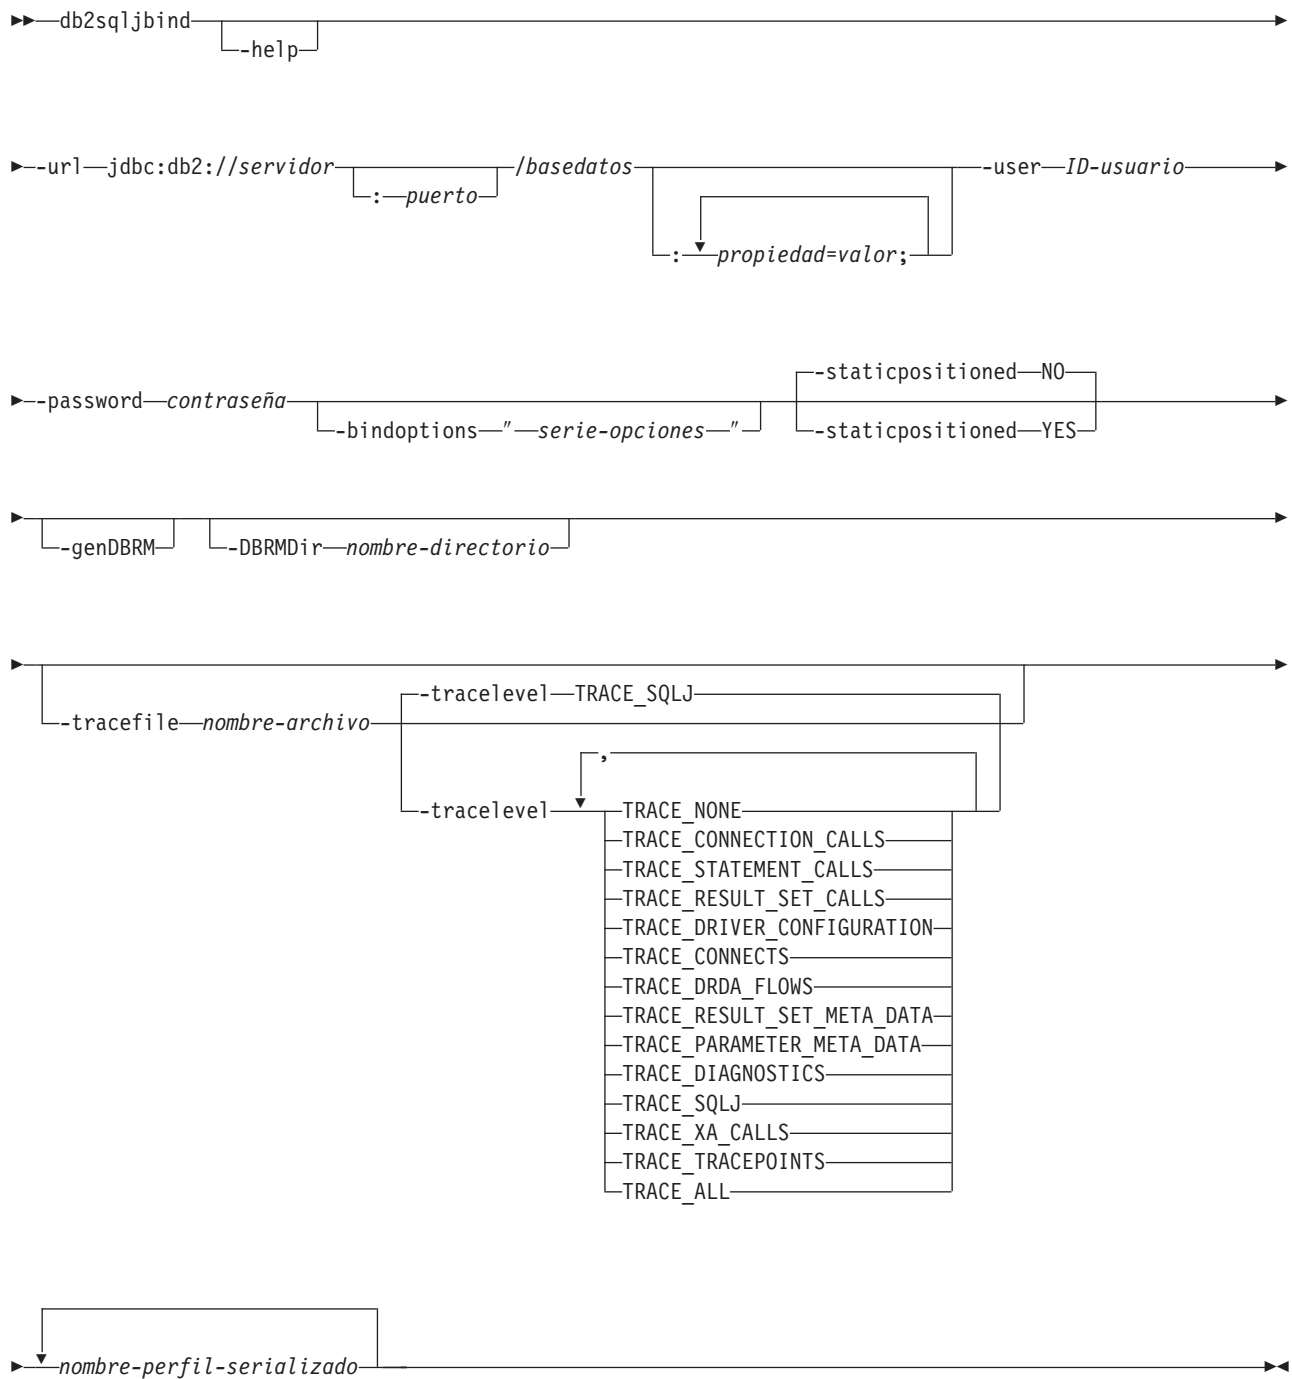 db2sqljbind
-help
-url jdbc:db2://servidor /basedatos -user ID-usuario
: puerto
: propiedad=valor;
-staticpositioned NO
-password contraseña
-bindoptions " serie-opciones " -staticpositioned YES
-genDBRM -DBRMDir nombre-directorio
-tracelevel TRACE_SQLJ
-tracefile nombre-archivo
,
-tracelevel TRACE_NONE
TRACE_CONNECTION_CALLS
TRACE_STATEMENT_CALLS
TRACE_RESULT_SET_CALLS
TRACE_DRIVER_CONFIGURATION
TRACE_CONNECTS
TRACE_DRDA_FLOWS
TRACE_RESULT_SET_META_DATA
TRACE_PARAMETER_META_DATA
TRACE_DIAGNOSTICS
TRACE_SQLJ
TRACE_XA_CALLS
TRACE_TRACEPOINTS
TRACE_ALL
nombre-perfil-serializado